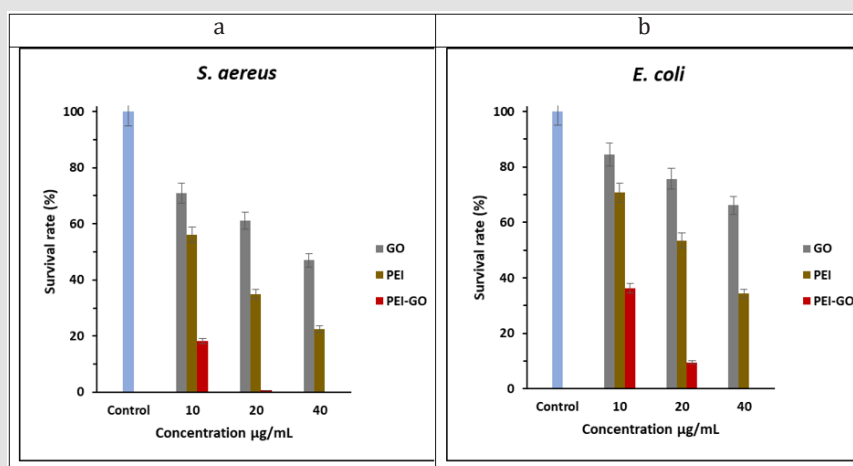 a
b
S. aereus
100
80
60
40
20
0
Survival rate (%)
Control
10
20
40
Concentration µg/mL
GO
PEI
PEI-GO
E. coli
100
80
60
40
20
0
Survival rate (%)
Control
10
20
40
Concentration µg/mL
GO
PEI
PEI-GO